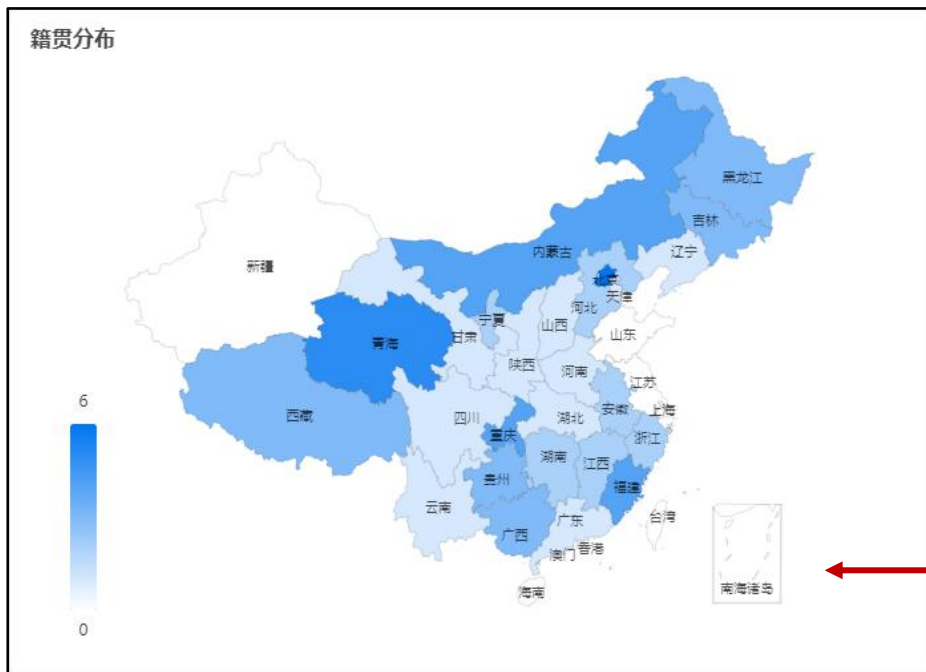 籍贯分布
黑龙江
吉林
内蒙古
辽宁
新疆
北京
天津
河北
宁夏
山西
山东
甘肃
青海
陕西
河南
江苏
6
西藏
四川
湖北
安徽
上海
重庆
浙江
湖南
江西
贵州
福建
云南
广西
广东
台湾
澳门
香港
海南
南海诸岛
0